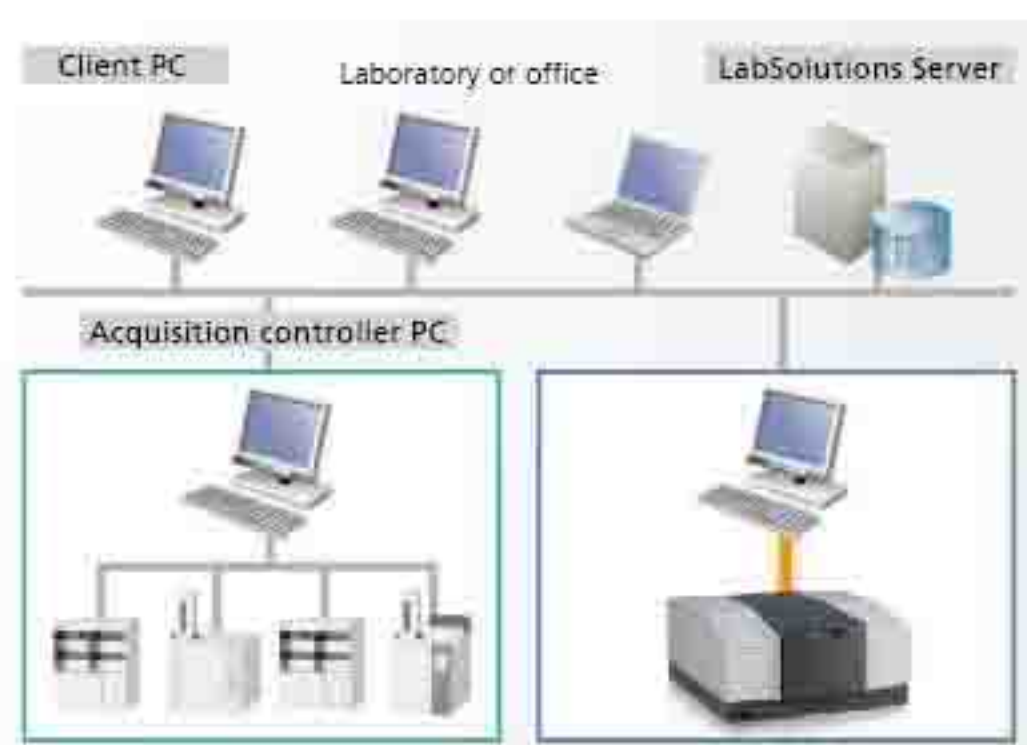 Client PC
Laboratory or office
LabSolutions Server
Acquisition controller PC